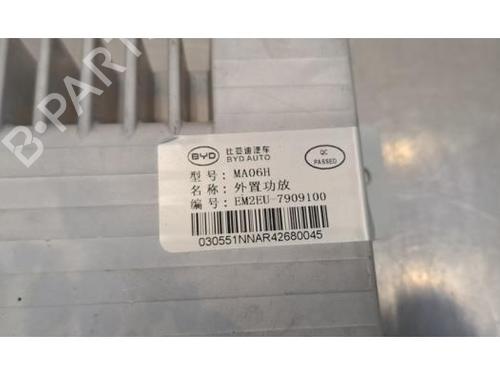 B-PARTS
BYD
比亚迪汽车
BYD AUTO
QC
PASSED
型号: MA06H
名称: 外置功放
编号: EM2EU-7909100
030551NNAR42680045